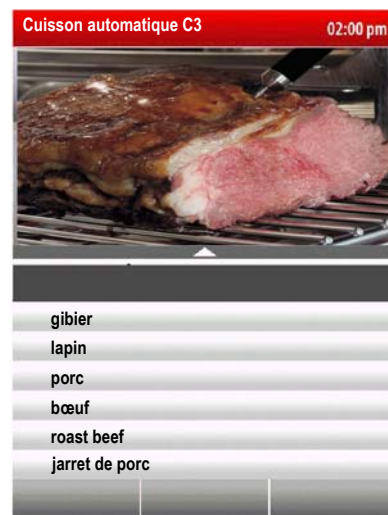 Cuisson automatique C3
02:00 pm
gibier
lapin
porc
bœuf
roast beef
jarret de porc